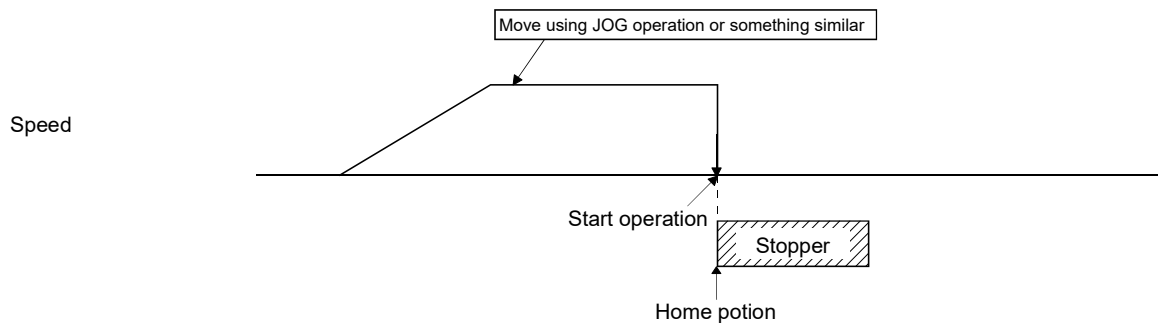 Move using JOG operation or something similar
Speed
Start operation
Stopper
Home potion